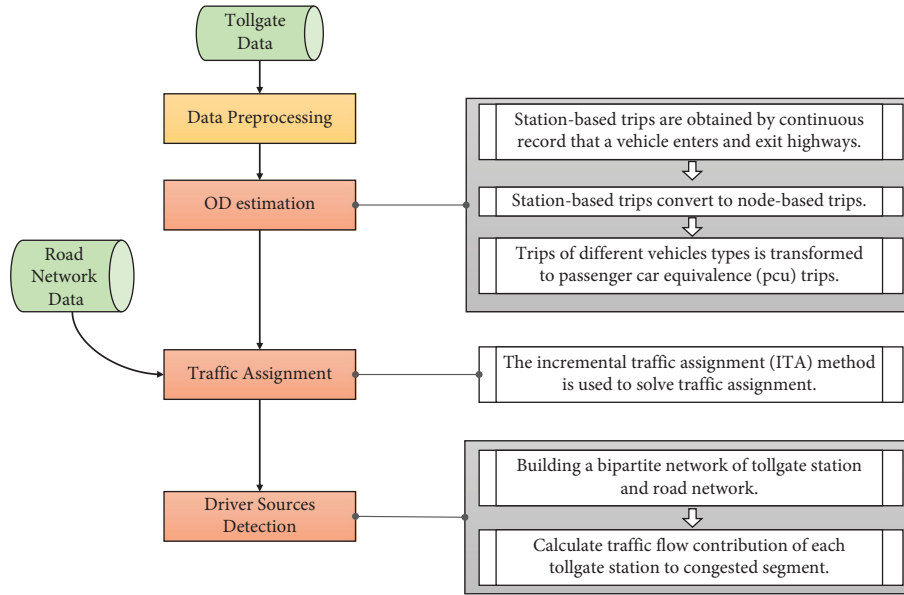 Tollgate
Data
Data Preprocessing
OD estimation
Road
Network
Data
Traffic Assignment
Driver Sources
Detection
Station-based trips are obtained by continuous
record that a vehicle enters and exit highways.
Station-based trips convert to node-based trips.
Trips of different vehicles types is transformed
to passenger car equivalence (pcu) trips.
The incremental traffic assignment (ITA) method
is used to solve traffic assignment.
Building a bipartite network of tollgate station
and road network.
Calculate traffic flow contribution of each
tollgate station to congested segment.